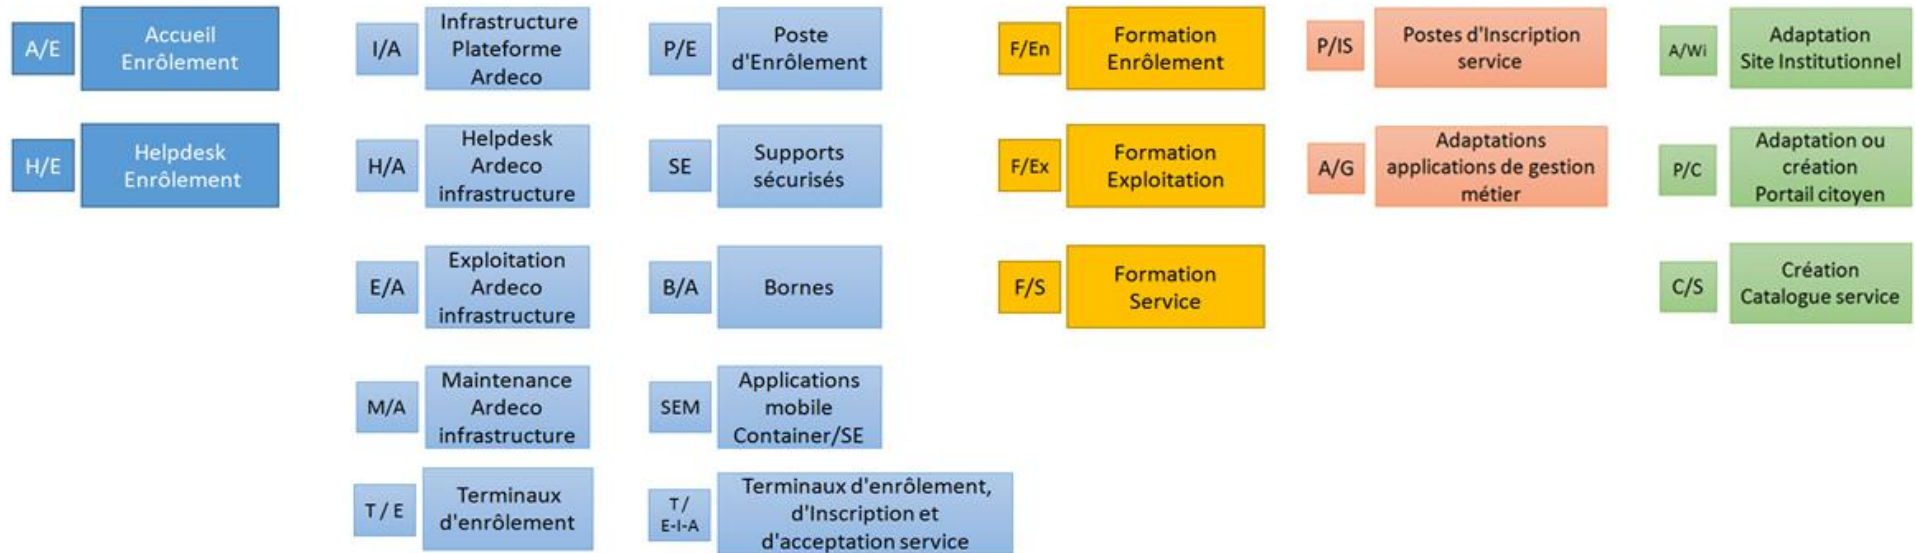 A/E
Accueil
Enrôlement
H/E
Helpdesk
Enrôlement
I/A
Infrastructure
Plateforme
Ardeco
H/A
Helpdesk
Ardeco
infrastructure
E/A
Exploitation
Ardeco
infrastructure
M/A
Maintenance
Ardeco
infrastructure
T / E
Terminaux
d'enrôlement
P/E
Poste
d'Enrôlement
SE
Supports
sécurisés
B/A
Bornes
SEM
Applications
mobile
Container/SE
T /
E-I-A
Terminaux d'enrôlement,
d'Inscription et
d'acceptation service
F/En
Formation
Enrôlement
F/Ex
Formation
Exploitation
F/S
Formation
Service
P/IS
Postes d'Inscription
service
A/G
Adaptations
applications de gestion
métier
A/Wi
Adaptation
Site Institutionnel
P/C
Adaptation ou
création
Portail citoyen
C/S
Création
Catalogue service